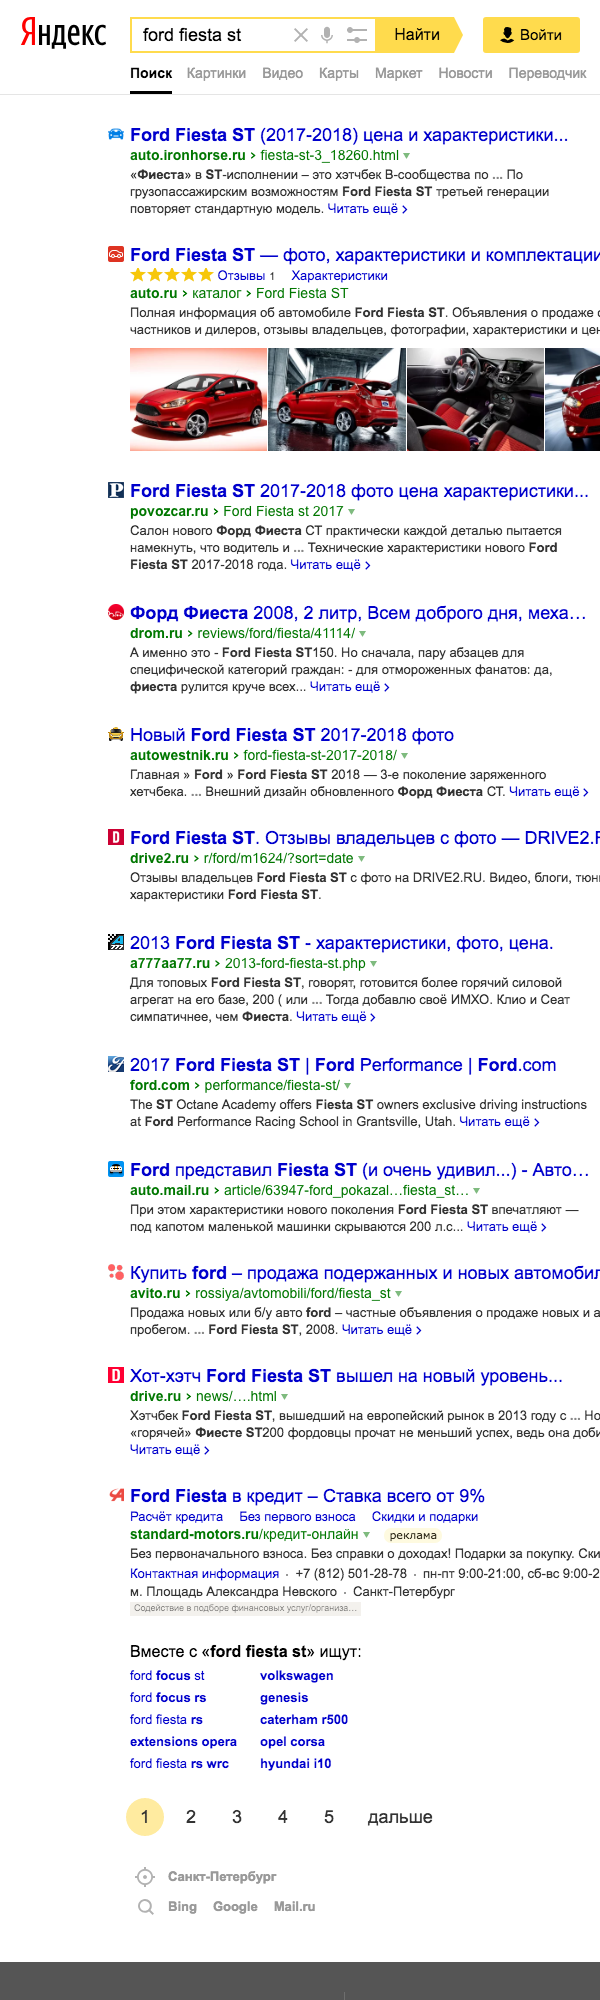 Яндекс
ford fiesta st
Найти
Войти
Поиск Картинки Видео Карты Маркет Новости Переводчик
Ford Fiesta ST (2017-2018) цена и характеристики...
auto.ironhorse.ru › fiesta-st-3_18260.html
«Фиеста» в ST-исполнении – это хэтчбек B-сообщества по ... По
грузопассажирским возможностям Ford Fiesta ST третьей генерации
повторяет стандартную модель. Читать ещё ›
Ford Fiesta ST — фото, характеристики и комплектации
Отзывы 1 Характеристики
auto.ru › каталог › Ford Fiesta ST
Полная информация об автомобиле Ford Fiesta ST. Объявления о продаже
частников и дилеров, отзывы владельцев, фотографии, характеристики и
Ford Fiesta ST 2017-2018 фото цена характеристики...
povozcar.ru › Ford Fiesta st 2017
Салон нового Форд Фиеста СТ практически каждой деталью пытается
намекнуть, что водитель и ... Технические характеристики нового Ford
Fiesta ST 2017-2018 года. Читать ещё ›
Форд Фиеста 2008, 2 литр, Всем доброго дня, меха…
drom.ru › reviews/ford/fiesta/41114/
А именно это - Ford Fiesta ST150. Но сначала, пару абзацев для
специфической категорий граждан: - для отмороженных фанатов: да,
фиеста рулится круче всех... Читать ещё ›
Новый Ford Fiesta ST 2017-2018 фото
autowestnik.ru › ford-fiesta-st-2017-2018/
Главная » Ford » Ford Fiesta ST 2018 — 3-е поколение заряженного
хетчбека. ... Внешний дизайн обновленного Форд Фиеста СТ. Читать ещё ›
Ford Fiesta ST. Отзывы владельцев с фото — DRIVE2.R
drive2.ru › r/ford/m1624/?sort=date
Отзывы владельцев Ford Fiesta ST с фото на DRIVE2.RU. Видео, блоги, тюн
характеристики Ford Fiesta ST.
2013 Ford Fiesta ST - характеристики, фото, цена.
a777aa77.ru › 2013-ford-fiesta-st.php
Для топовых Ford Fiesta ST, говорят, готовится более горячий силовой
агрегат на его базе, 200 ( или ... Тогда добавлю своё ИМХО. Клио и Сеат
симпатичнее, чем Фиеста. Читать ещё ›
2017 Ford Fiesta ST | Ford Performance | Ford.com
ford.com › performance/fiesta-st/
The ST Octane Academy offers Fiesta ST owners exclusive driving instructions
at Ford Performance Racing School in Grantsville, Utah. Читать ещё ›
Ford представил Fiesta ST (и очень удивил...) - Авто…
auto.mail.ru › article/63947-ford_pokazal…fiesta_st…
При этом характеристики нового поколения Ford Fiesta ST впечатляют —
под капотом маленькой машинки скрываются 200 л.с... Читать ещё ›
Купить ford – продажа подержанных и новых автомобил
avito.ru › rossiya/avtomobili/ford/fiesta_st
Продажа новых или б/у авто ford – частные объявления о продаже новых и а
пробегом. ... Ford Fiesta ST, 2008. Читать ещё ›
Хот-хэтч Ford Fiesta ST вышел на новый уровень...
drive.ru › news/….html
Хэтчбек Ford Fiesta ST, вышедший на европейский рынок в 2013 году с ... Но
«горячей» Фиесте ST200 фордовцы прочат не меньший успех, ведь она доби
Читать ещё ›
Ford Fiesta в кредит – Ставка всего от 9%
Расчёт кредита Без первого взноса Скидки и подарки
standard-motors.ru/кредит-онлайн реклама
Без первоначального взноса. Без справки о доходах! Подарки за покупку. Ски
Контактная информация · +7 (812) 501-28-78 · пн-пт 9:00-21:00, сб-вс 9:00-2
м. Площадь Александра Невского · Санкт-Петербург
Содействие в подборе финансовых услуг/организа...
Вместе с «ford fiesta st» ищут:
ford focus st volkswagen
ford focus rs genesis
ford fiesta rs caterham r500
extensions opera opel corsa
ford fiesta rs wrc hyundai i10
1 2 3 4 5 дальше
Санкт-Петербург
Bing Google Mail.ru